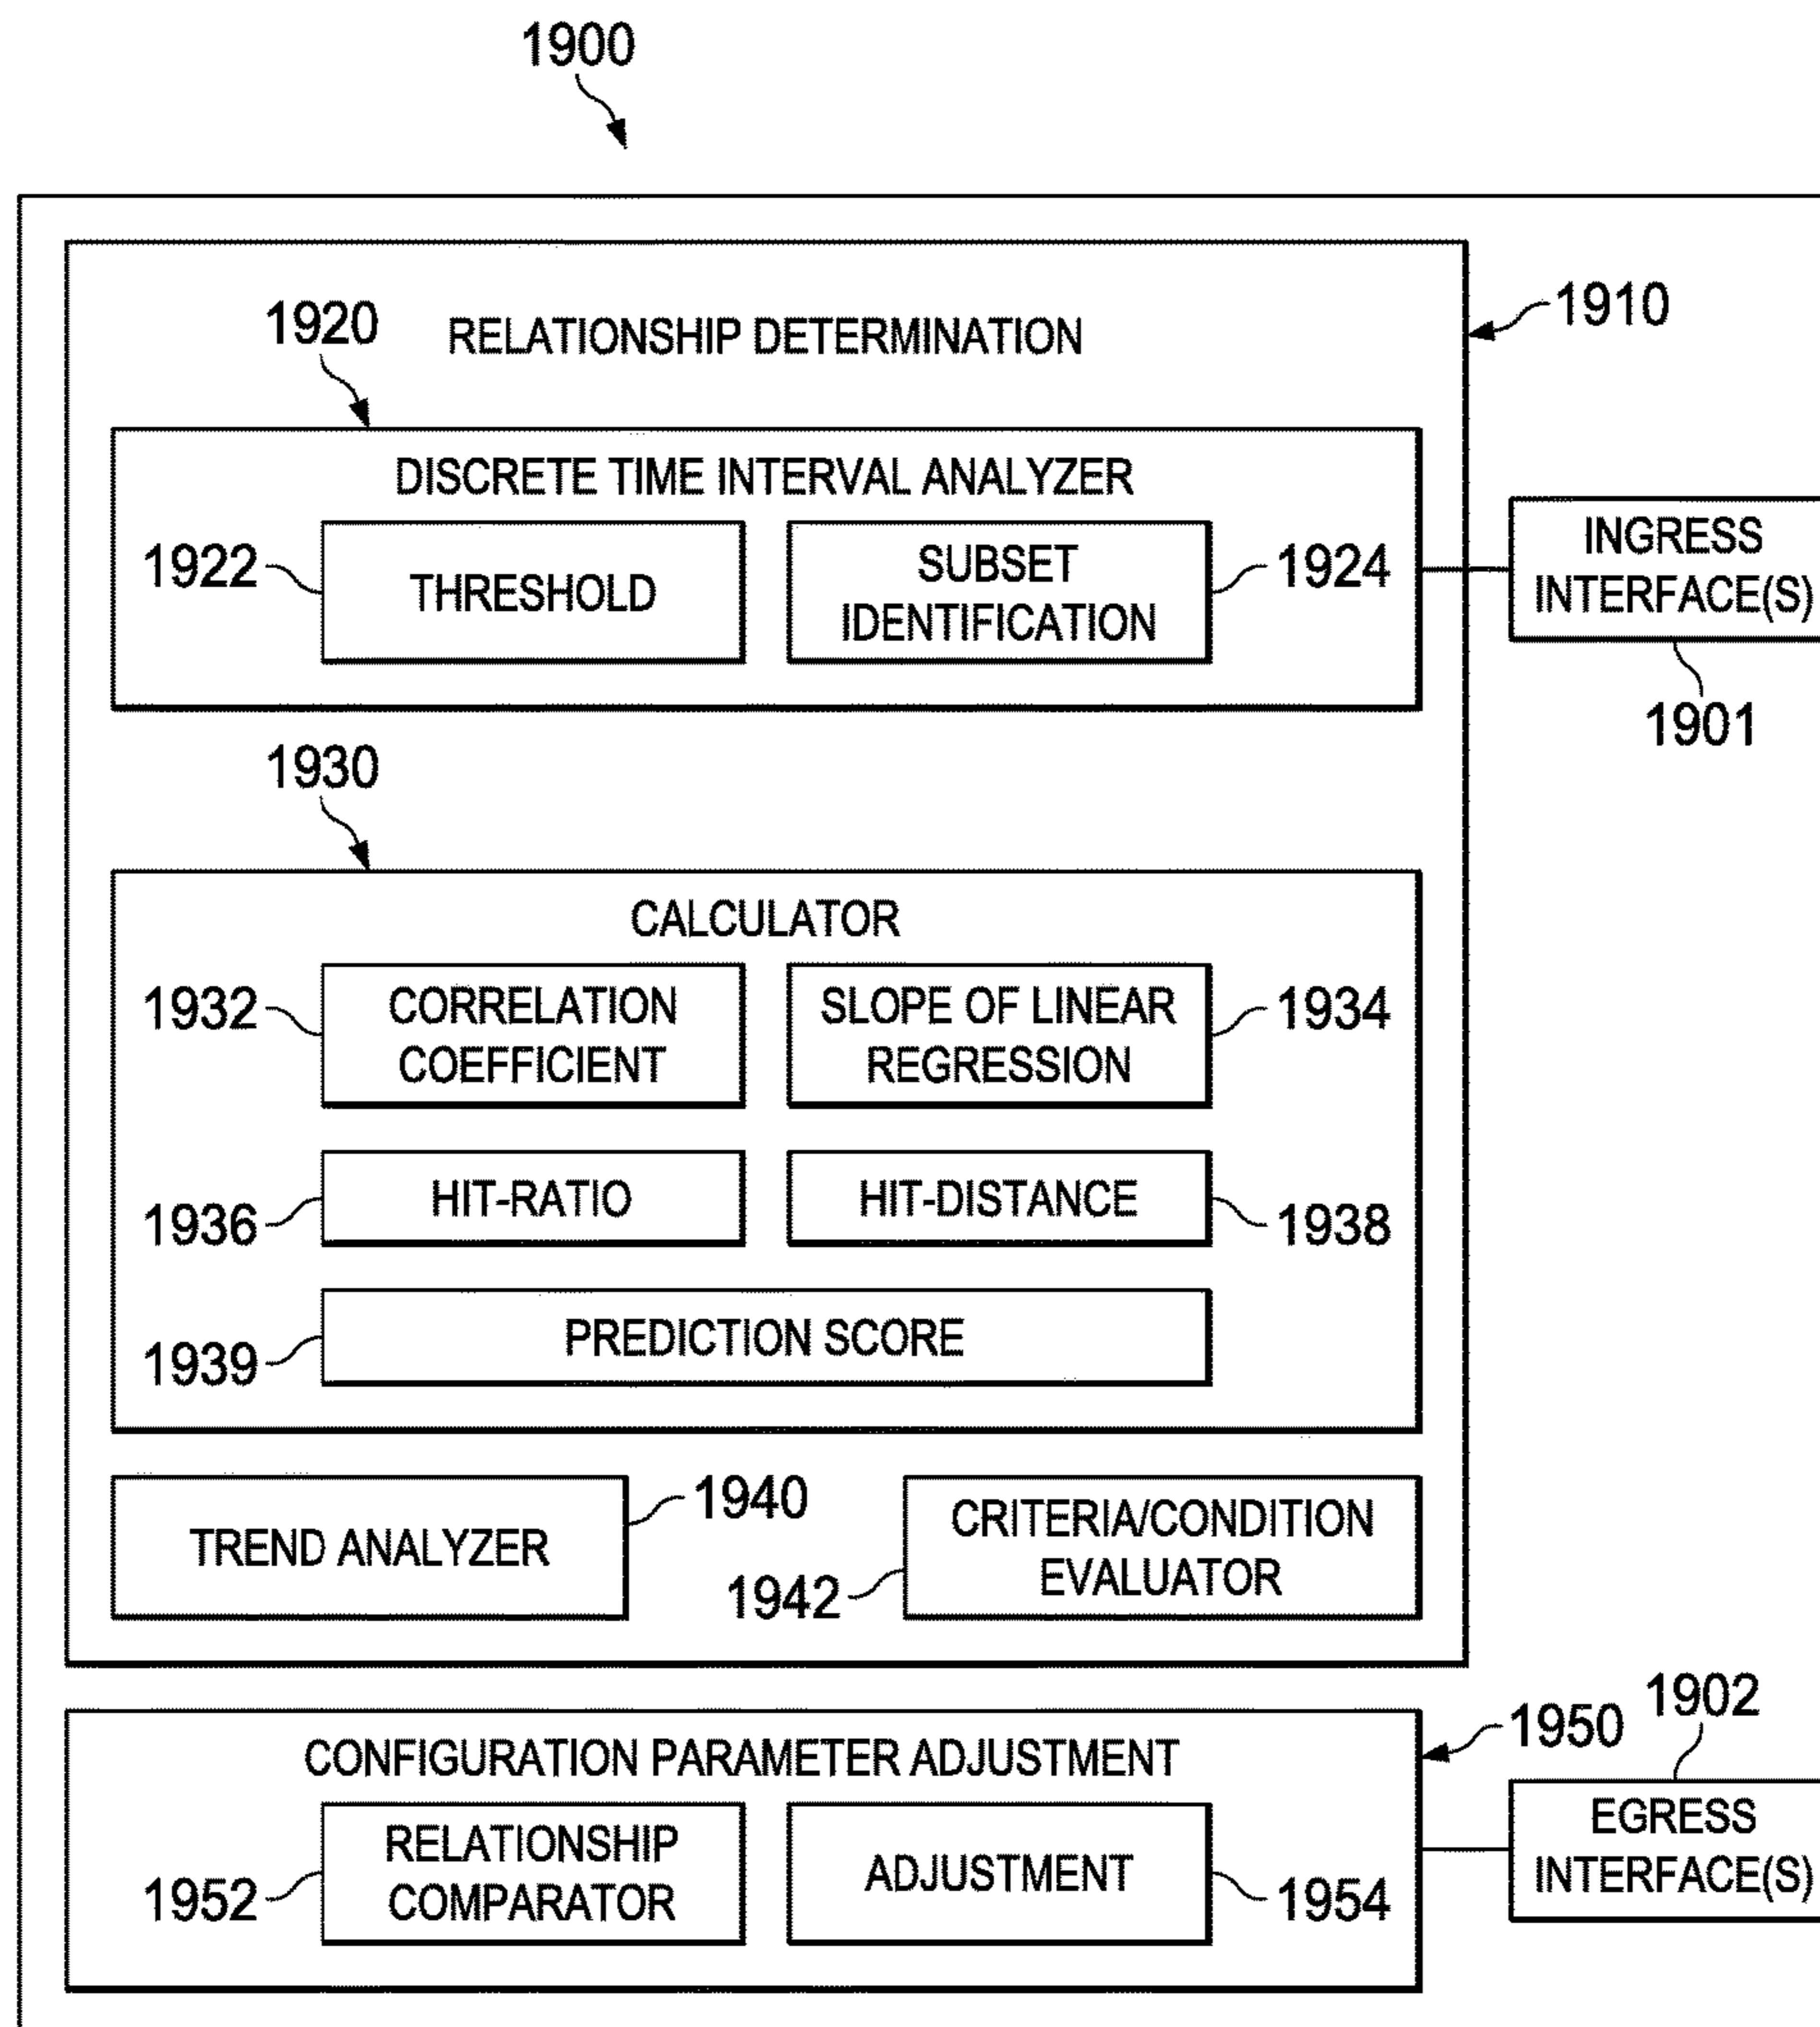 1900
1910
1920
RELATIONSHIP DETERMINATION
DISCRETE TIME INTERVAL ANALYZER
1922
THRESHOLD
SUBSET
IDENTIFICATION
1924
INGRESS
INTERFACE(S)
1901
1930
CALCULATOR
1932
CORRELATION
COEFFICIENT
SLOPE OF LINEAR
REGRESSION
1934
1936
HIT-RATIO
HIT-DISTANCE
1938
1939
PREDICTION SCORE
TREND ANALYZER
1940
1942
CRITERIA/CONDITION
EVALUATOR
1950
1902
CONFIGURATION PARAMETER ADJUSTMENT
1952
RELATIONSHIP
COMPARATOR
ADJUSTMENT
1954
EGRESS
INTERFACE(S)